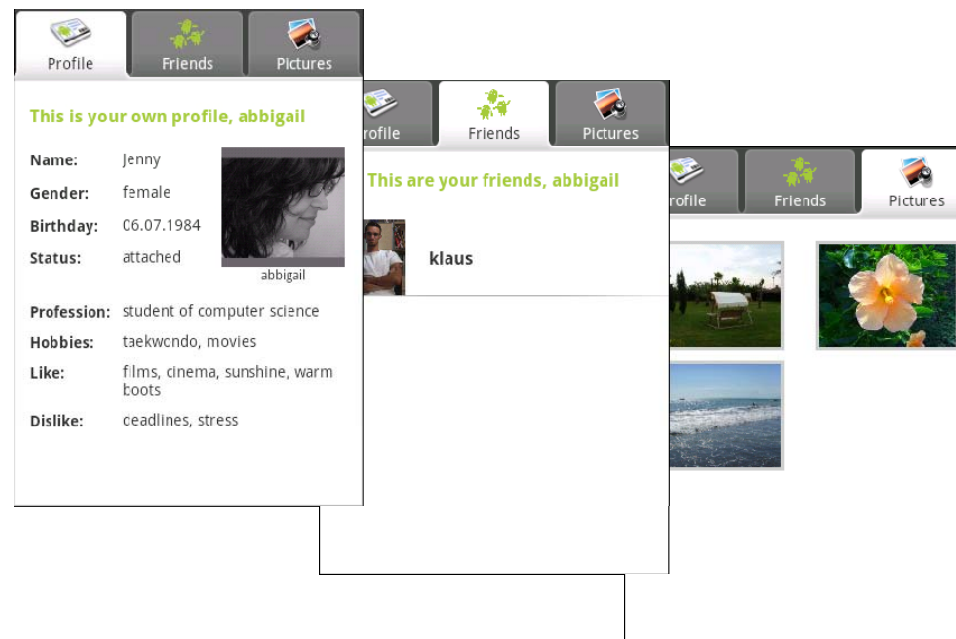 Profile Friends Pictures
This is your own profile, abbigail
Name: Jenny
Gender: female
Birthday: 06.07.1984
Status: attached
abbigail
Profession: student of computer science
Hobbies: taekwondo, movies
Like: films, cinema, sunshine, warm
boots
Dislike: deadlines, stress
rofile Friends Pictures
This are your friends, abbigail
klaus
rofile Friends Pictures